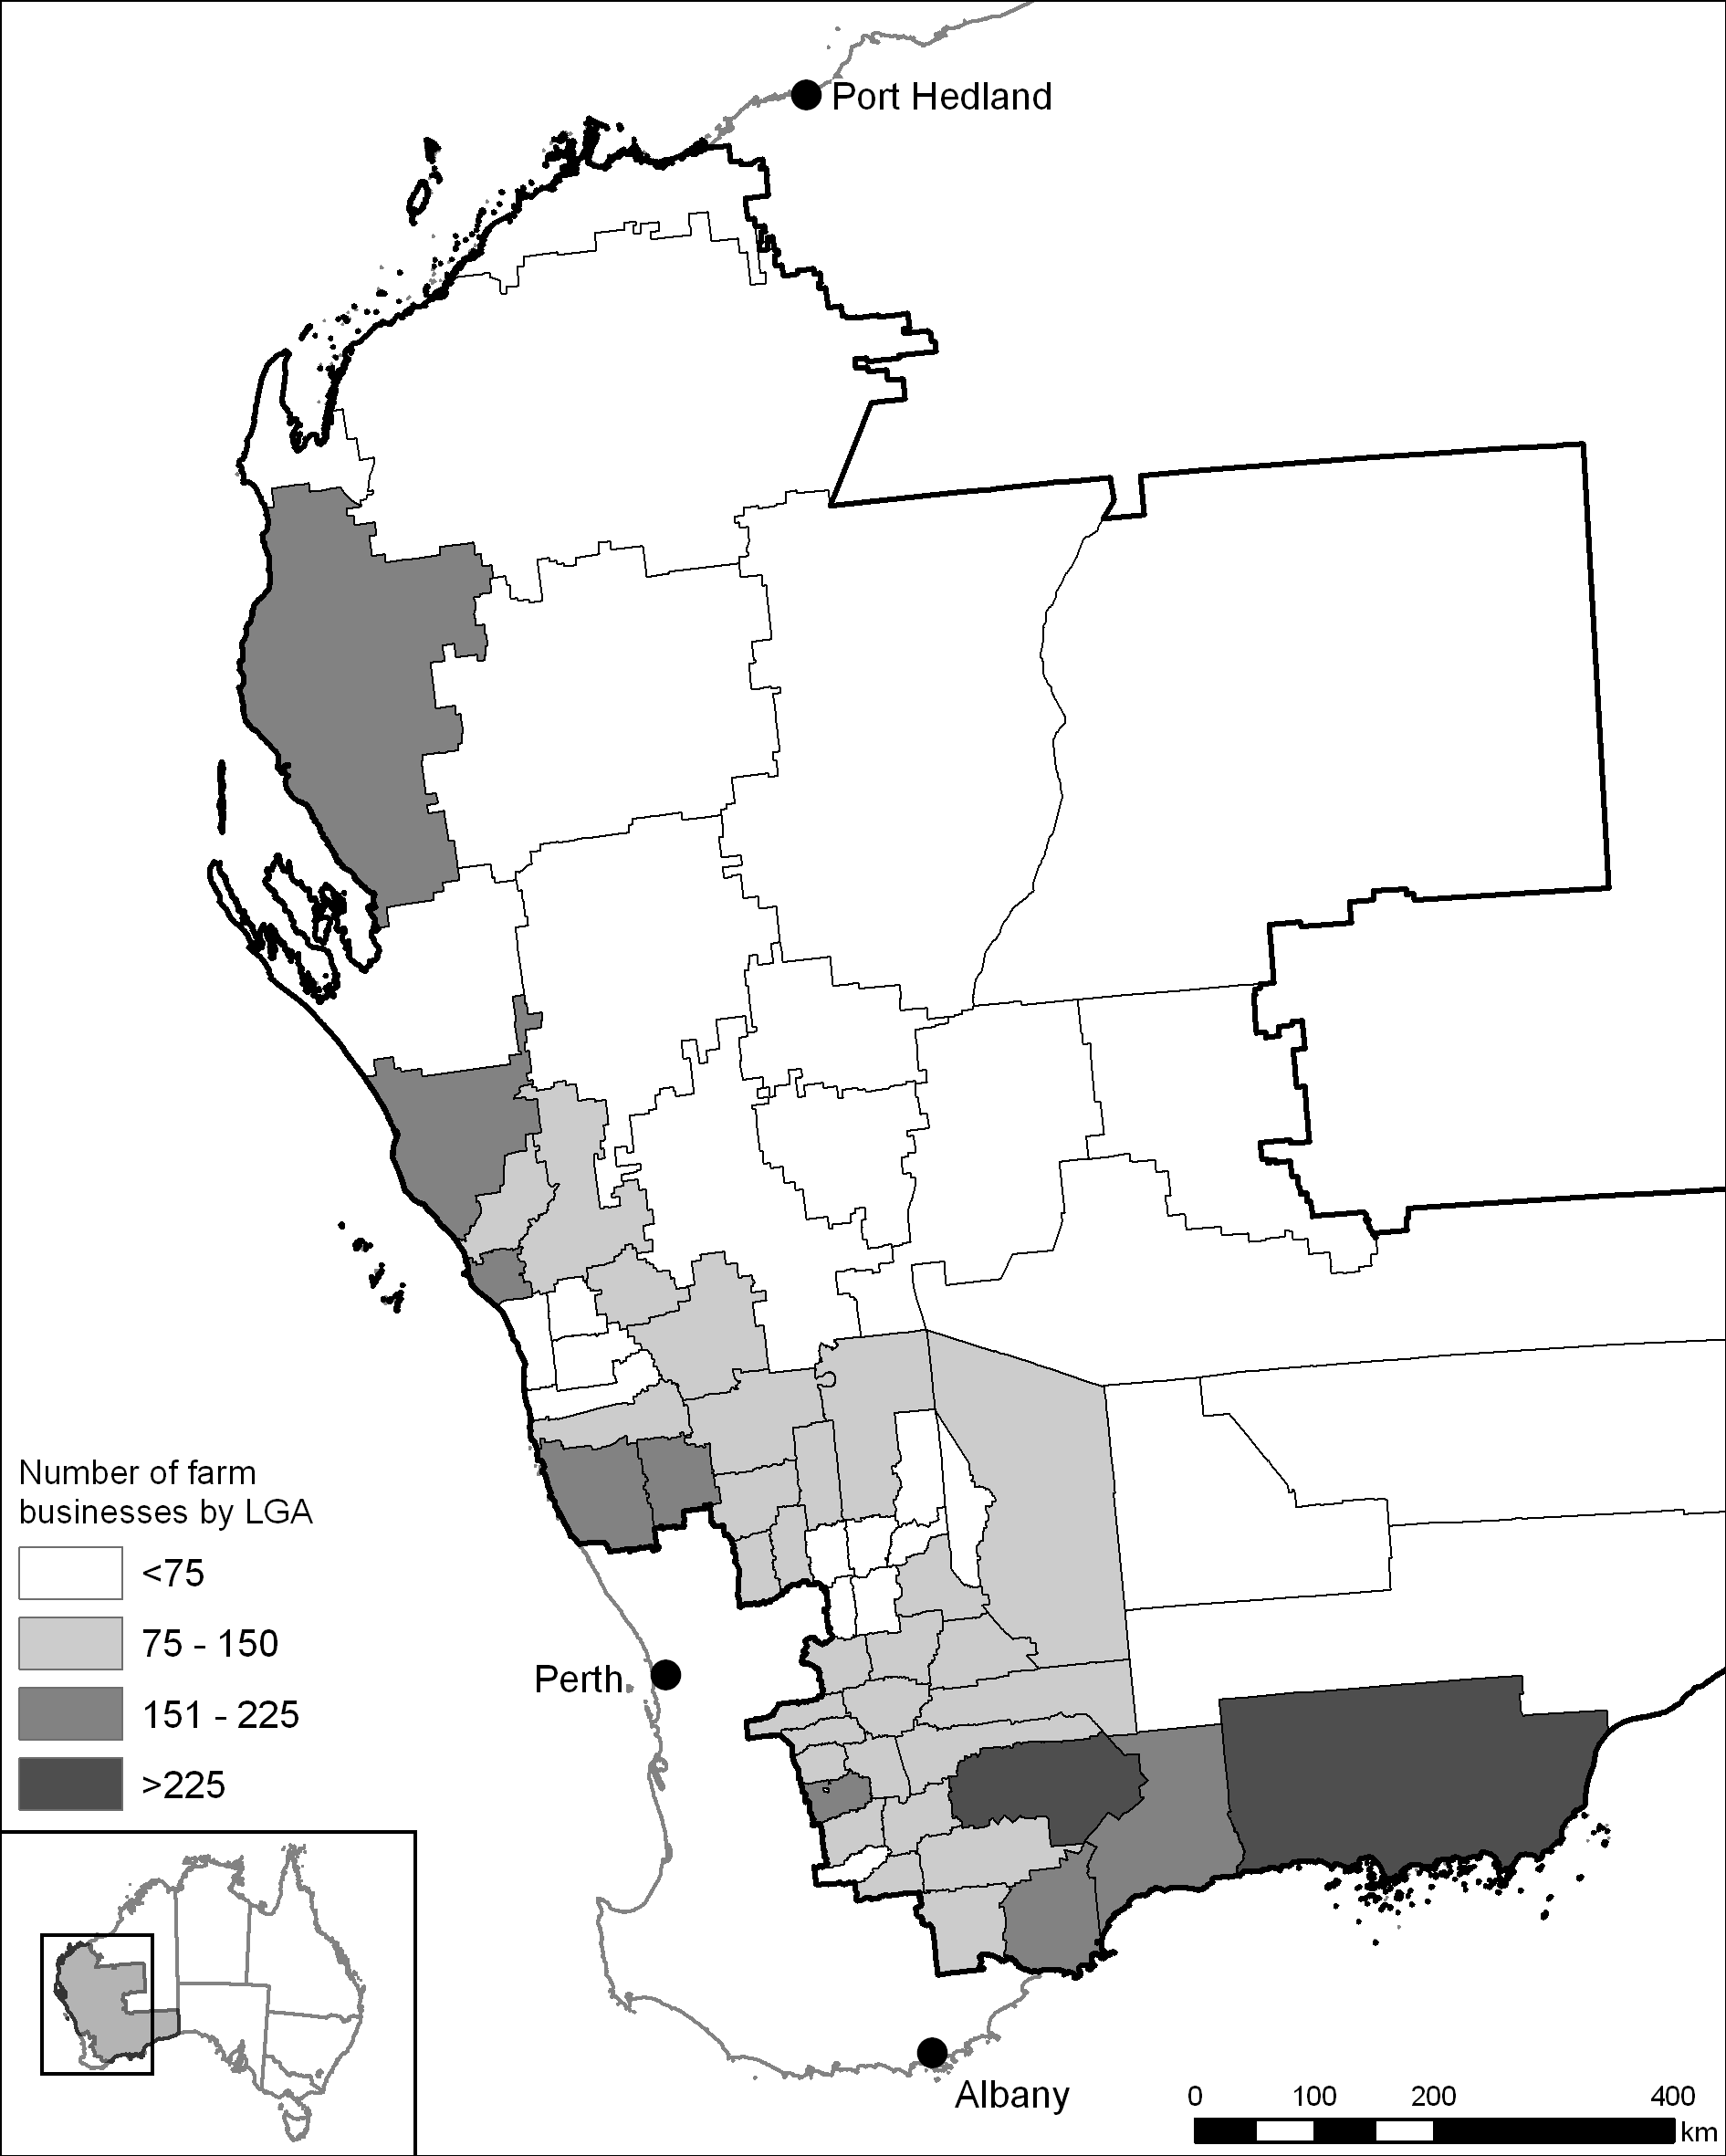 Port Hedland
Number of farm
businesses by LGA
<75
75 - 150
151 - 225
>225
Perth
Albany
0 100 200 400
km